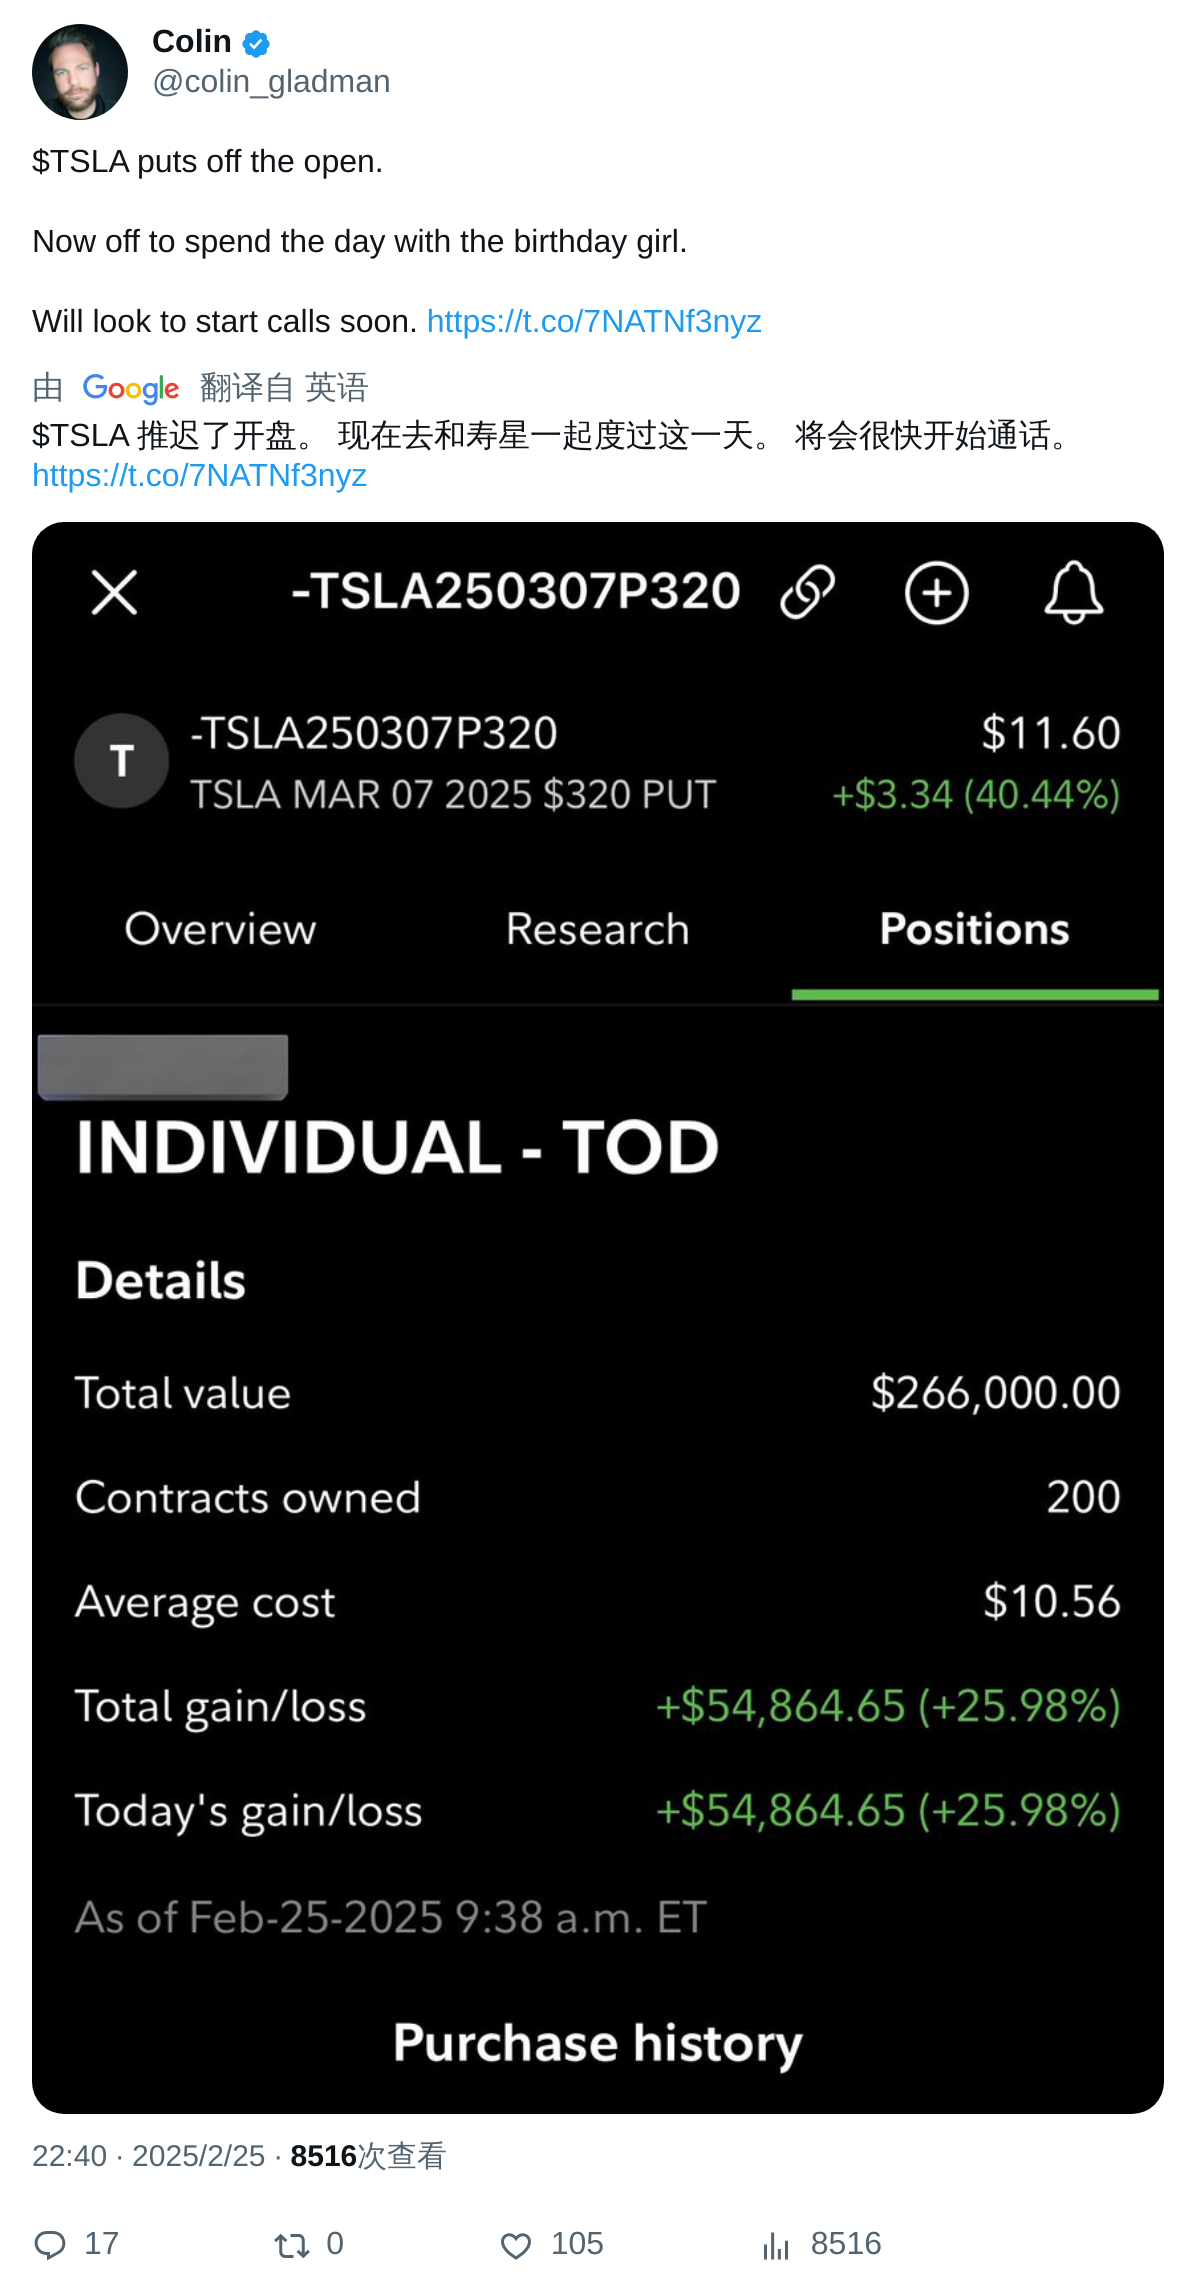 Colin
@colin_gladman
$TSLA puts off the open.
Now off to spend the day with the birthday girl.
Will look to start calls soon. https://t.co/7NATNf3nyz
由 Google 翻译自 英语
$TSLA 推迟了开盘。 现在去和寿星一起度过这一天。 将会很快开始通话。
https://t.co/7NATNf3nyz
-TSLA250307P320
T
-TSLA250307P320 $11.60
TSLA MAR 07 2025 $320 PUT +$3.34 (40.44%)
Overview Research Positions
INDIVIDUAL - TOD
Details
Total value $266,000.00
Contracts owned 200
Average cost $10.56
Total gain/loss +$54,864.65 (+25.98%)
Today's gain/loss +$54,864.65 (+25.98%)
As of Feb-25-2025 9:38 a.m. ET
Purchase history
22:40 · 2025/2/25 · 8516次查看
17 0 105 8516